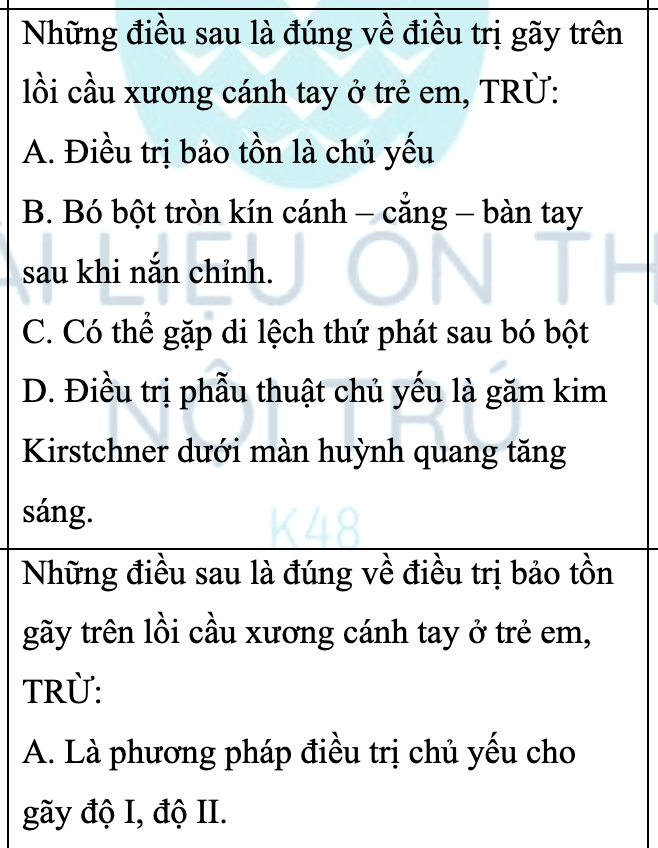 Những điều sau là đúng về điều trị gãy trên
lồi cầu xương cánh tay ở trẻ em, TRỪ:
A. Điều trị bảo tồn là chủ yếu
B. Bó bột tròn kín cánh – cẳng – bàn tay
sau khi nắn chỉnh.
C. Có thể gặp di lệch thứ phát sau bó bột
D. Điều trị phẫu thuật chủ yếu là găm kim
Kirstchner dưới màn huỳnh quang tăng
sáng.
Những điều sau là đúng về điều trị bảo tồn
gãy trên lồi cầu xương cánh tay ở trẻ em,
TRỪ:
A. Là phương pháp điều trị chủ yếu cho
gãy độ I, độ II.
ÀI LIỆU ÔN TH
NỘI TRÚ
K48